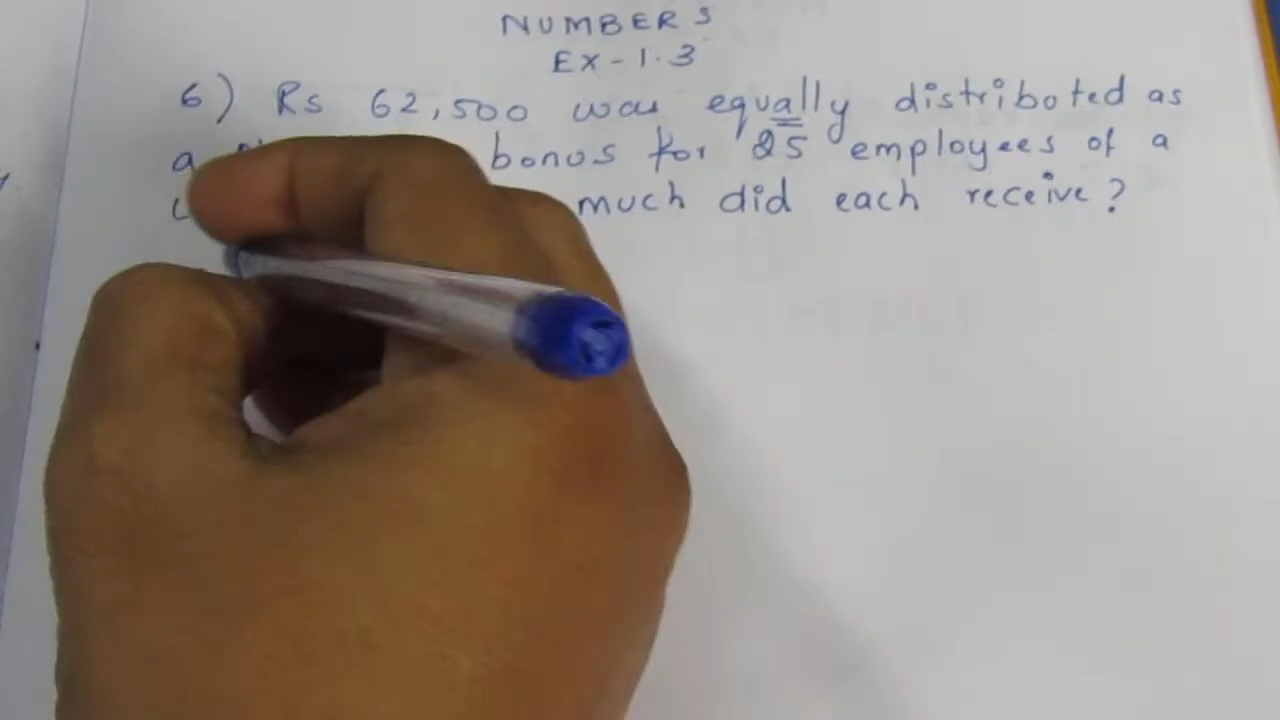 NUMBERS
EX-1.3
6) Rs 62,500 was equally distriboted as
a bonus for 25 employees of a
much did each receive?